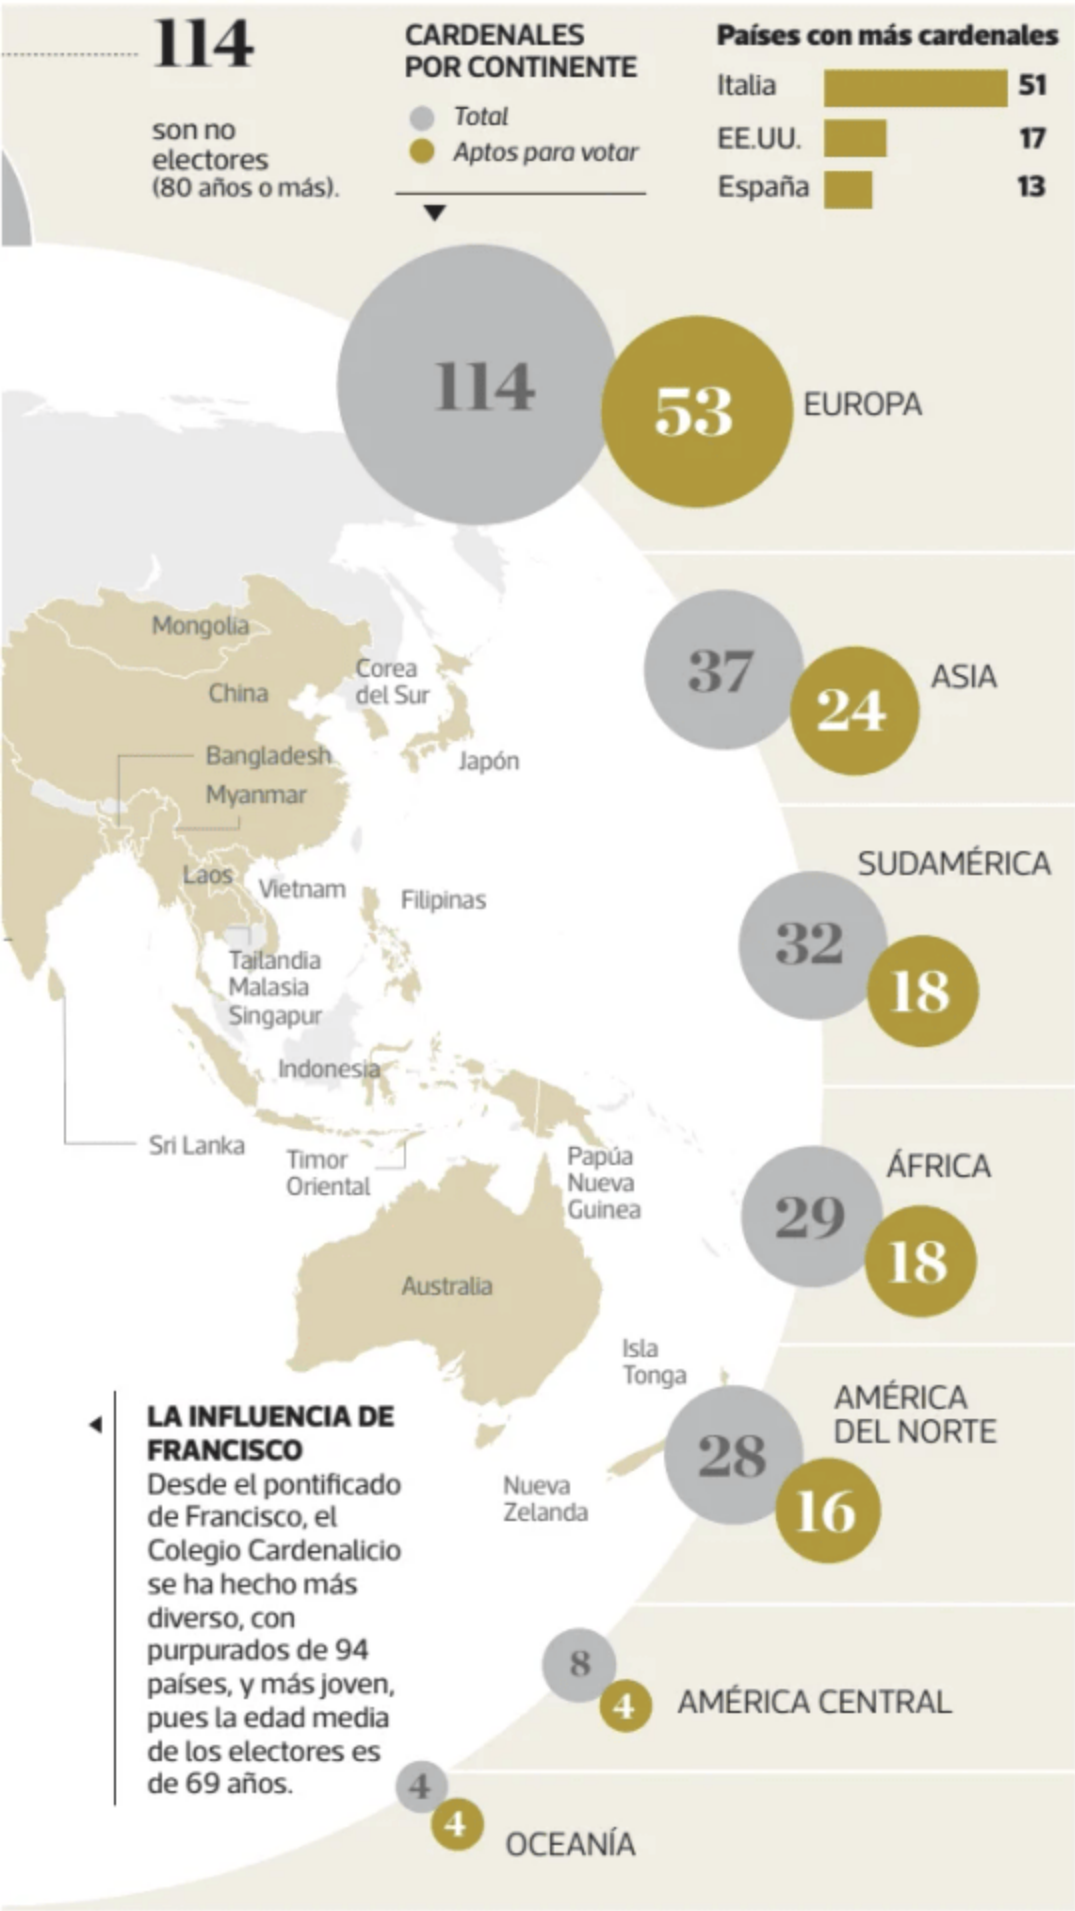 114
son no
electores
(80 años o más).
CARDENALES
POR CONTINENTE
Total
Aptos para votar
Países con más cardenales
Italia 51
EE.UU. 17
España 13
114
53
EUROPA
37
24
ASIA
32
18
SUDAMÉRICA
29
18
ÁFRICA
28
16
AMÉRICA
DEL NORTE
8
4
AMÉRICA CENTRAL
4
4
OCEANÍA
Mongolia
China
Corea
del Sur
Japón
Bangladesh
Myanmar
Laos
Vietnam
Filipinas
Tailandia
Malasia
Singapur
Indonesia
Sri Lanka
Timor
Oriental
Papúa
Nueva
Guinea
Australia
Isla
Tonga
Nueva
Zelanda
LA INFLUENCIA DE
FRANCISCO
Desde el pontificado
de Francisco, el
Colegio Cardenalicio
se ha hecho más
diverso, con
purpurados de 94
países, y más joven,
pues la edad media
de los electores es
de 69 años.